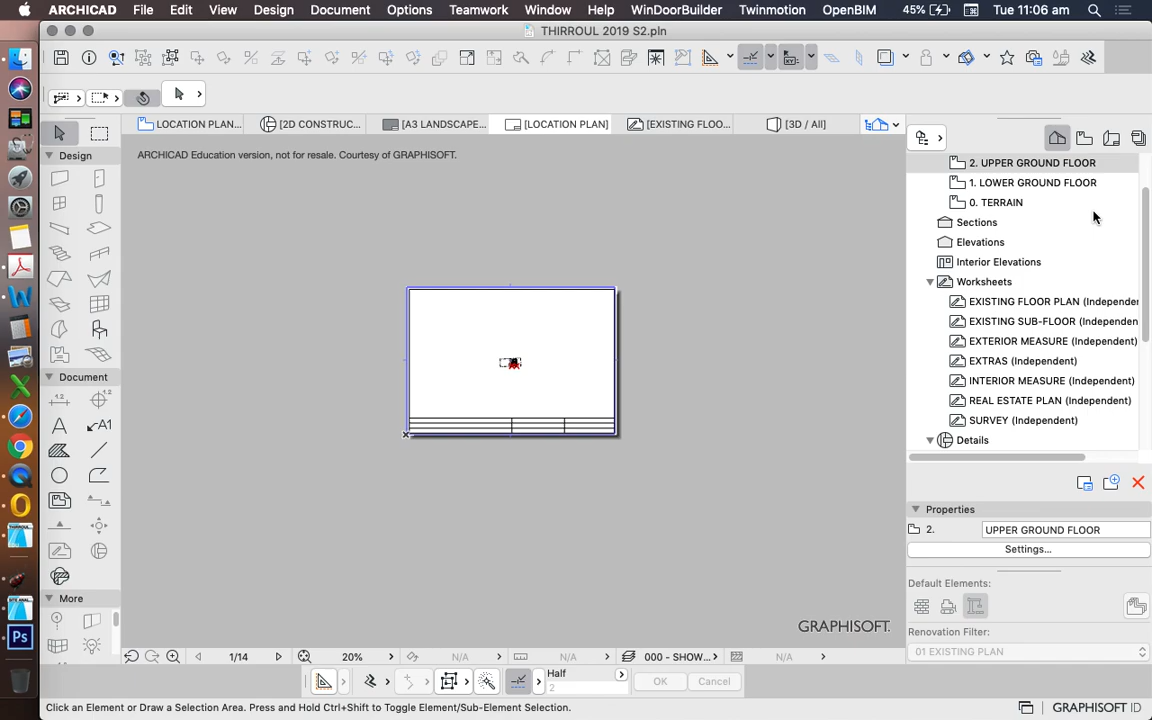 ARCHICAD File Edit View Design Document Options Teamwork Window Help WinDoorBuilder Twinmotion OpenBIM 45% Tue 11:06 am
THIRROUL 2019 S2.pln
LOCATION PLAN... [2D CONSTRUC... [A3 LANDSCAPE... [LOCATION PLAN] [EXISTING FLOO... [3D / All]
Design
Document
More
ARCHICAD Education version, not for resale. Courtesy of GRAPHISOFT.
GRAPHISOFT.
2. UPPER GROUND FLOOR
1. LOWER GROUND FLOOR
0. TERRAIN
Sections
Elevations
Interior Elevations
Worksheets
EXISTING FLOOR PLAN (Independer
EXISTING SUB-FLOOR (Independen
EXTERIOR MEASURE (Independent)
EXTRAS (Independent)
INTERIOR MEASURE (Independent)
REAL ESTATE PLAN (Independent)
SURVEY (Independent)
Details
Properties
2. UPPER GROUND FLOOR
Settings...
Default Elements:
Renovation Filter:
01 EXISTING PLAN
1/14 20% N/A N/A 000 - SHOW... N/A
Half
2
OK Cancel
Click an Element or Draw a Selection Area. Press and Hold Ctrl+Shift to Toggle Element/Sub-Element Selection.
GRAPHISOFT ID